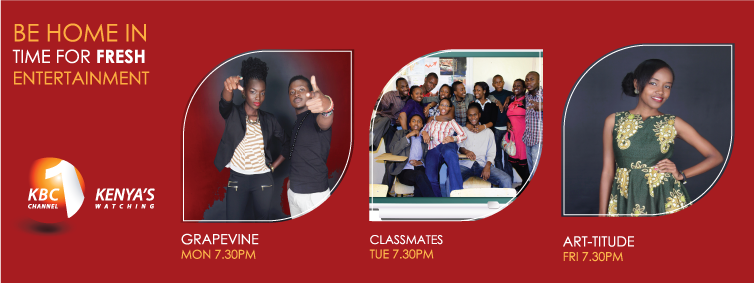 BE HOME IN
TIME FOR FRESH
ENTERTAINMENT
KBC
CHANNEL
1
KENYA'S
WATCHING
GRAPEVINE
MON 7.30PM
CLASSMATES
TUE 7.30PM
ART-TITUDE
FRI 7.30PM